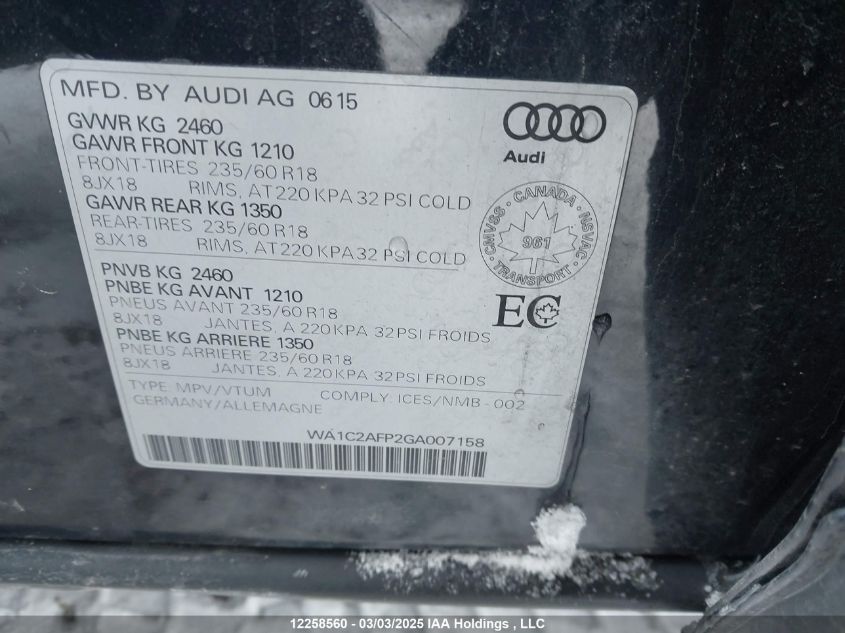 MFD. BY AUDI AG 06 15
GVWR KG 2460
GAWR FRONT KG 1210
FRONT-TIRES 235/60 R18
8JX18 RIMS, AT 220 KPA 32 PSI COLD
GAWR REAR KG 1350
REAR-TIRES 235/60 R18
8JX18 RIMS, AT 220 KPA 32 PSI COLD
Audi
CMVSS · CANADA · NSVAC · TRANSPORT
961
EC
PNVB KG 2460
PNBE KG AVANT 1210
PNEUS AVANT 235/60 R18
8JX18 JANTES, A 220 KPA 32PSI FROIDS
PNBE KG ARRIERE 1350
PNEUS ARRIERE 235/60 R18
8JX18 JANTES, A 220 KPA 32PSI FROIDS
TYPE: MPV/VTUM COMPLY: ICES/NMB - 002
GERMANY/ALLEMAGNE
WA1C2AFP2GA007158
12258560 - 03/03/2025 IAA Holdings , LLC